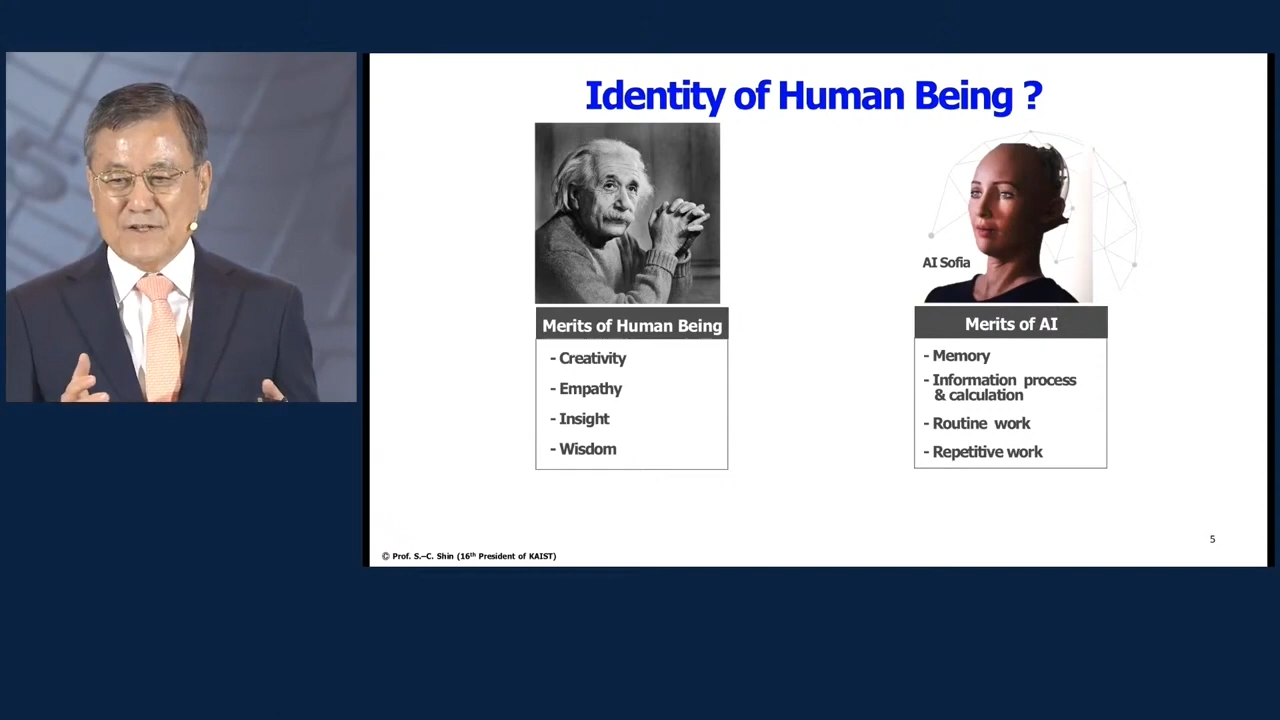 Identity of Human Being ?
AI Sofia
Merits of Human Being
- Creativity
- Empathy
- Insight
- Wisdom
Merits of AI
- Memory
- Information process
& calculation
- Routine work
- Repetitive work
5
© Prof. S.–C. Shin (16th President of KAIST)